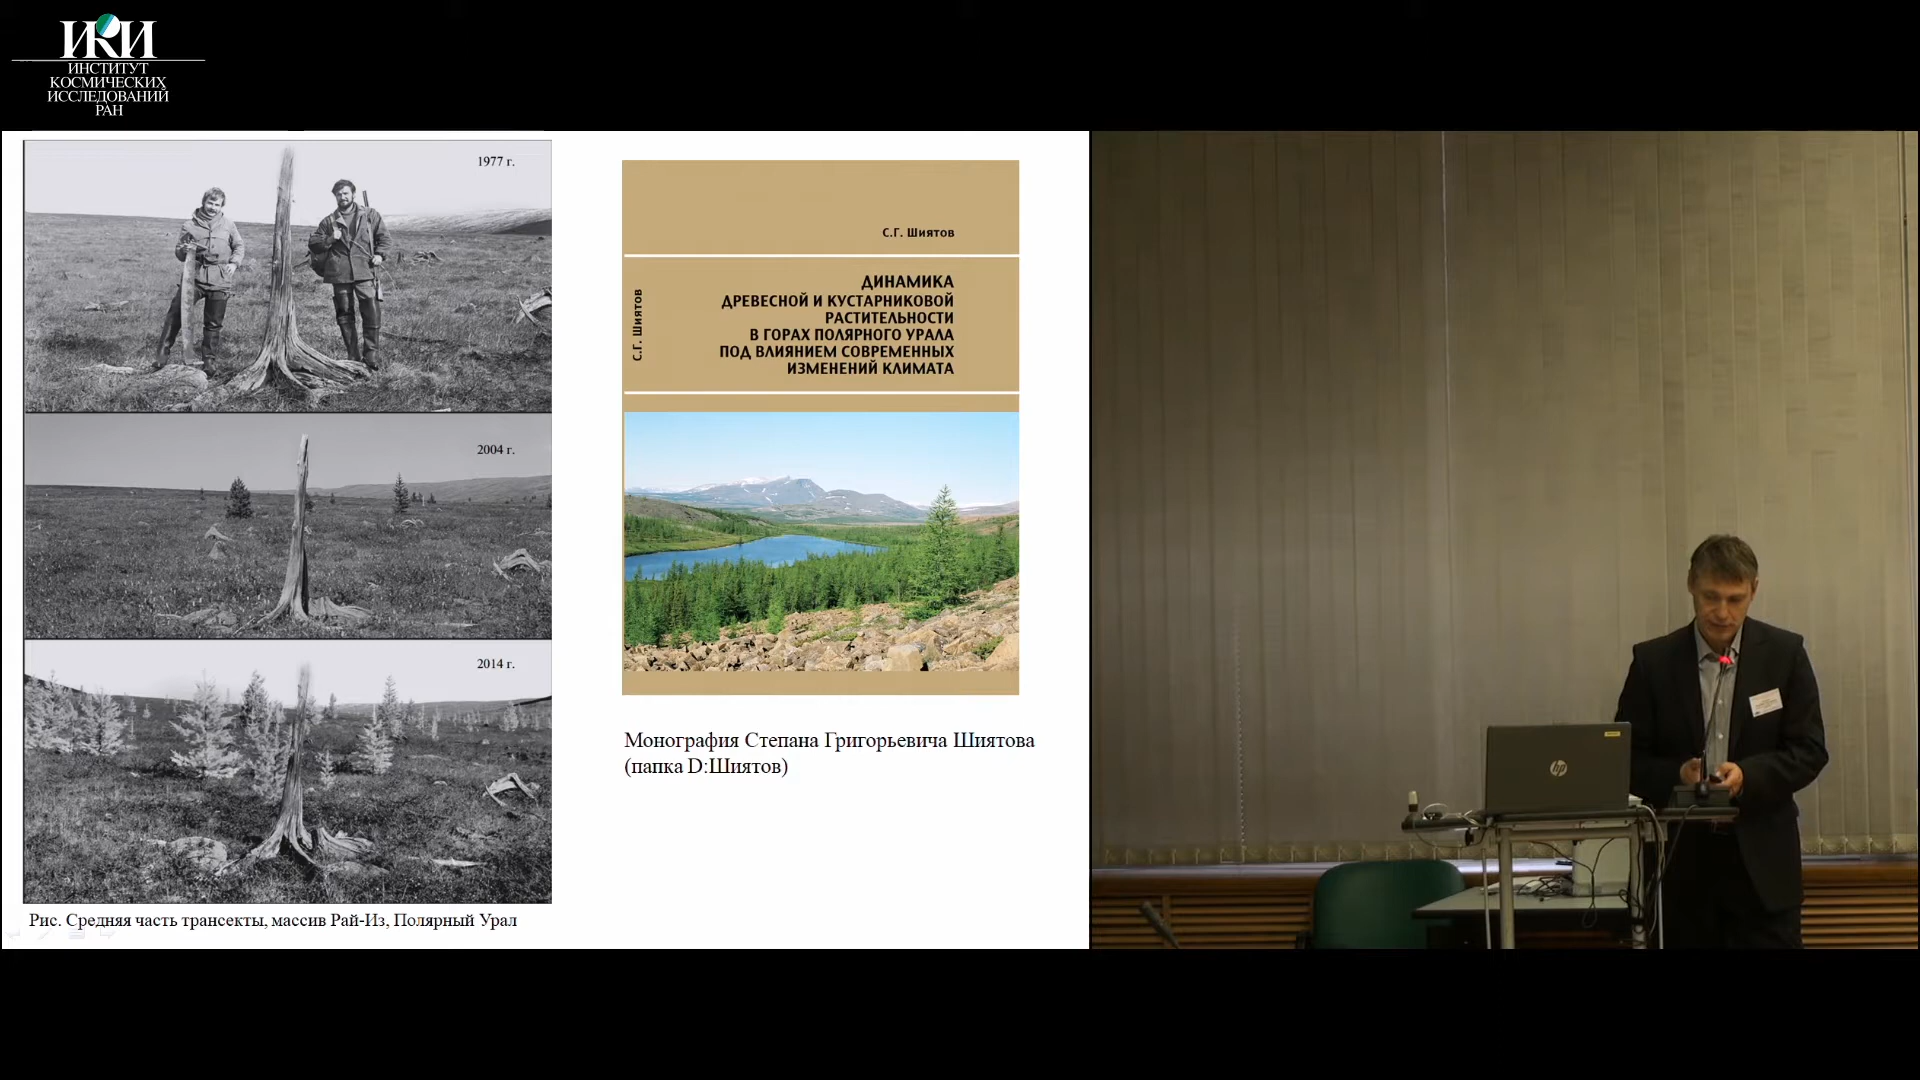 ИКИ
ИНСТИТУТ
КОСМИЧЕСКИХ
ИССЛЕДОВАНИЙ
РАН
1977 г.
2004 г.
2014 г.
Рис. Средняя часть трансекты, массив Рай-Из, Полярный Урал
С.Г. Шиятов
С.Г. Шиятов
ДИНАМИКА
ДРЕВЕСНОЙ И КУСТАРНИКОВОЙ
РАСТИТЕЛЬНОСТИ
В ГОРАХ ПОЛЯРНОГО УРАЛА
ПОД ВЛИЯНИЕМ СОВРЕМЕННЫХ
ИЗМЕНЕНИЙ КЛИМАТА
Монография Степана Григорьевича Шиятова
(папка D:Шиятов)
hp